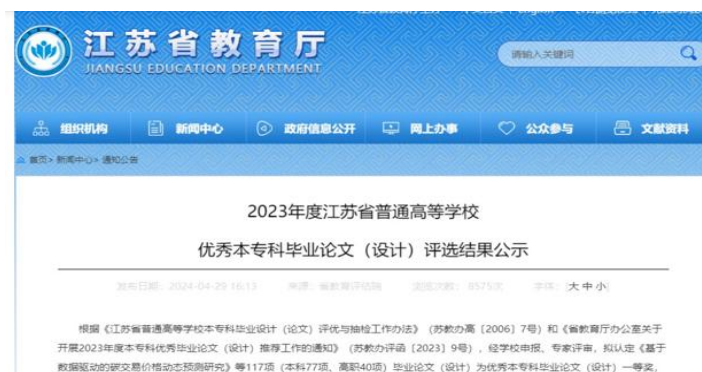 江苏省教育厅
JIANGSU EDUCATION DEPARTMENT
请输入关键词
组织机构 新闻中心 政府信息公开 网上办事 公众参与 文献资料
首页> 新闻中心> 通知公告
2023年度江苏省普通高等学校
优秀本专科毕业论文（设计）评选结果公示
发布日期：2024-04-29 16:13 来源：省教育评估院 浏览次数：8575次 字体：[大 中 小]
根据《江苏省普通高等学校本专科毕业设计（论文）评优与抽检工作办法》（苏教办高〔2006〕7号）和《省教育厅办公室关于
开展2023年度本专科优秀毕业论文（设计）推荐工作的通知》（苏教办评函〔2023〕9号），经学校申报、专家评审，拟认定《基于
数据驱动的碳交易价格动态预测研究》等117项（本科77项、高职40项）毕业论文（设计）为优秀本专科毕业论文（设计）一等奖，